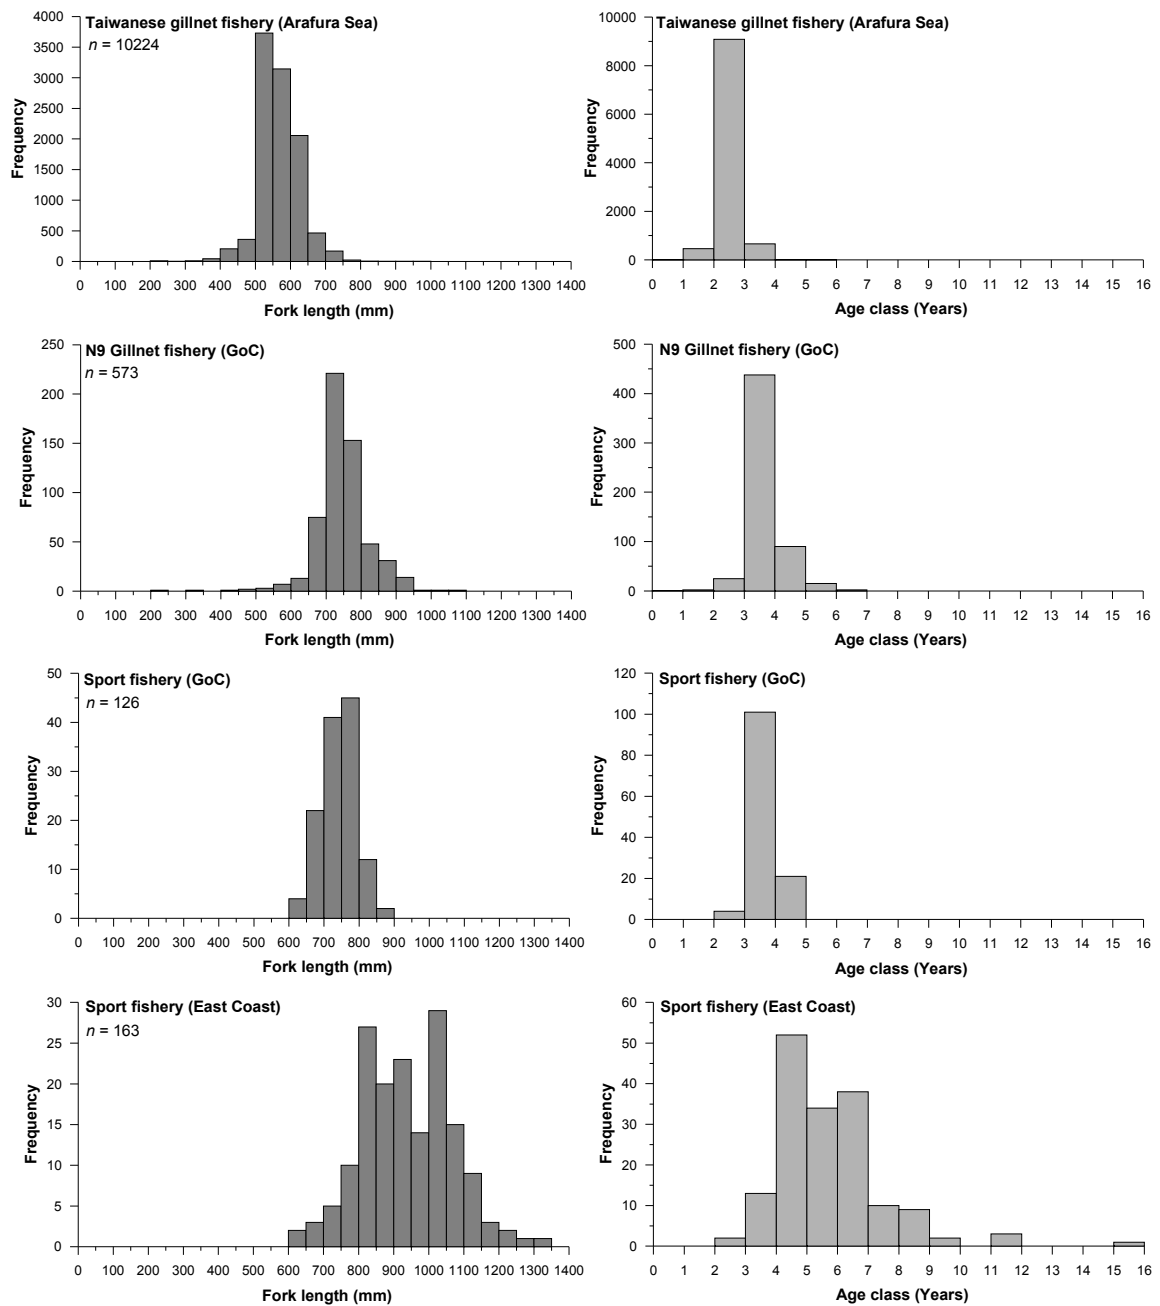 Taiwanese gillnet fishery (Arafura Sea)
n = 10224
Frequency
4000
3500
3000
2500
2000
1500
1000
500
0
0 100 200 300 400 500 600 700 800 900 1000 1100 1200 1300 1400
Fork length (mm)
Taiwanese gillnet fishery (Arafura Sea)
Frequency
10000
8000
6000
4000
2000
0
0 1 2 3 4 5 6 7 8 9 10 11 12 13 14 15 16
Age class (Years)
N9 Gillnet fishery (GoC)
n = 573
Frequency
250
200
150
100
50
0
0 100 200 300 400 500 600 700 800 900 1000 1100 1200 1300 1400
Fork length (mm)
N9 Gillnet fishery (GoC)
Frequency
500
400
300
200
100
0
0 1 2 3 4 5 6 7 8 9 10 11 12 13 14 15 16
Age class (Years)
Sport fishery (GoC)
n = 126
Frequency
50
40
30
20
10
0
0 100 200 300 400 500 600 700 800 900 1000 1100 1200 1300 1400
Fork length (mm)
Sport fishery (GoC)
Frequency
120
100
80
60
40
20
0
0 1 2 3 4 5 6 7 8 9 10 11 12 13 14 15 16
Age class (Years)
Sport fishery (East Coast)
n = 163
Frequency
30
25
20
15
10
5
0
0 100 200 300 400 500 600 700 800 900 1000 1100 1200 1300 1400
Fork length (mm)
Sport fishery (East Coast)
Frequency
60
50
40
30
20
10
0
0 1 2 3 4 5 6 7 8 9 10 11 12 13 14 15 16
Age class (Years)